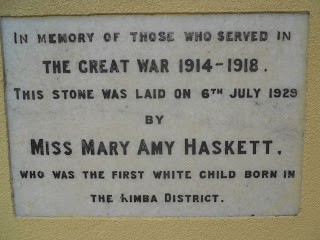 IN MEMORY OF THOSE WHO SERVED IN
THE GREAT WAR 1914-1918.
THIS STONE WAS LAID ON 6TH JULY 1929
BY
MISS MARY AMY HASKETT.
WHO WAS THE FIRST WHITE CHILD BORN IN
THE KIMBA DISTRICT.